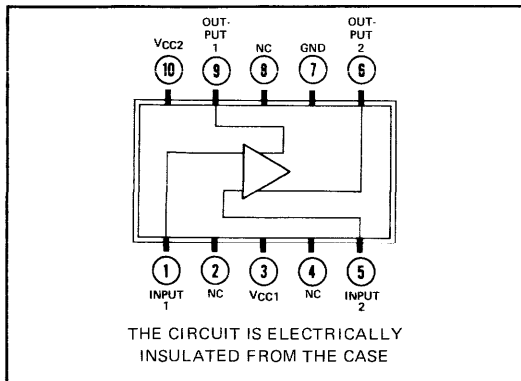 OUT-
PUT
1
OUT-
PUT
2
VCC2
NC
GND
10
9
8
7
6
1
2
3
4
5
INPUT
1
NC
VCC1
NC
INPUT
2
THE CIRCUIT IS ELECTRICALLY
INSULATED FROM THE CASE